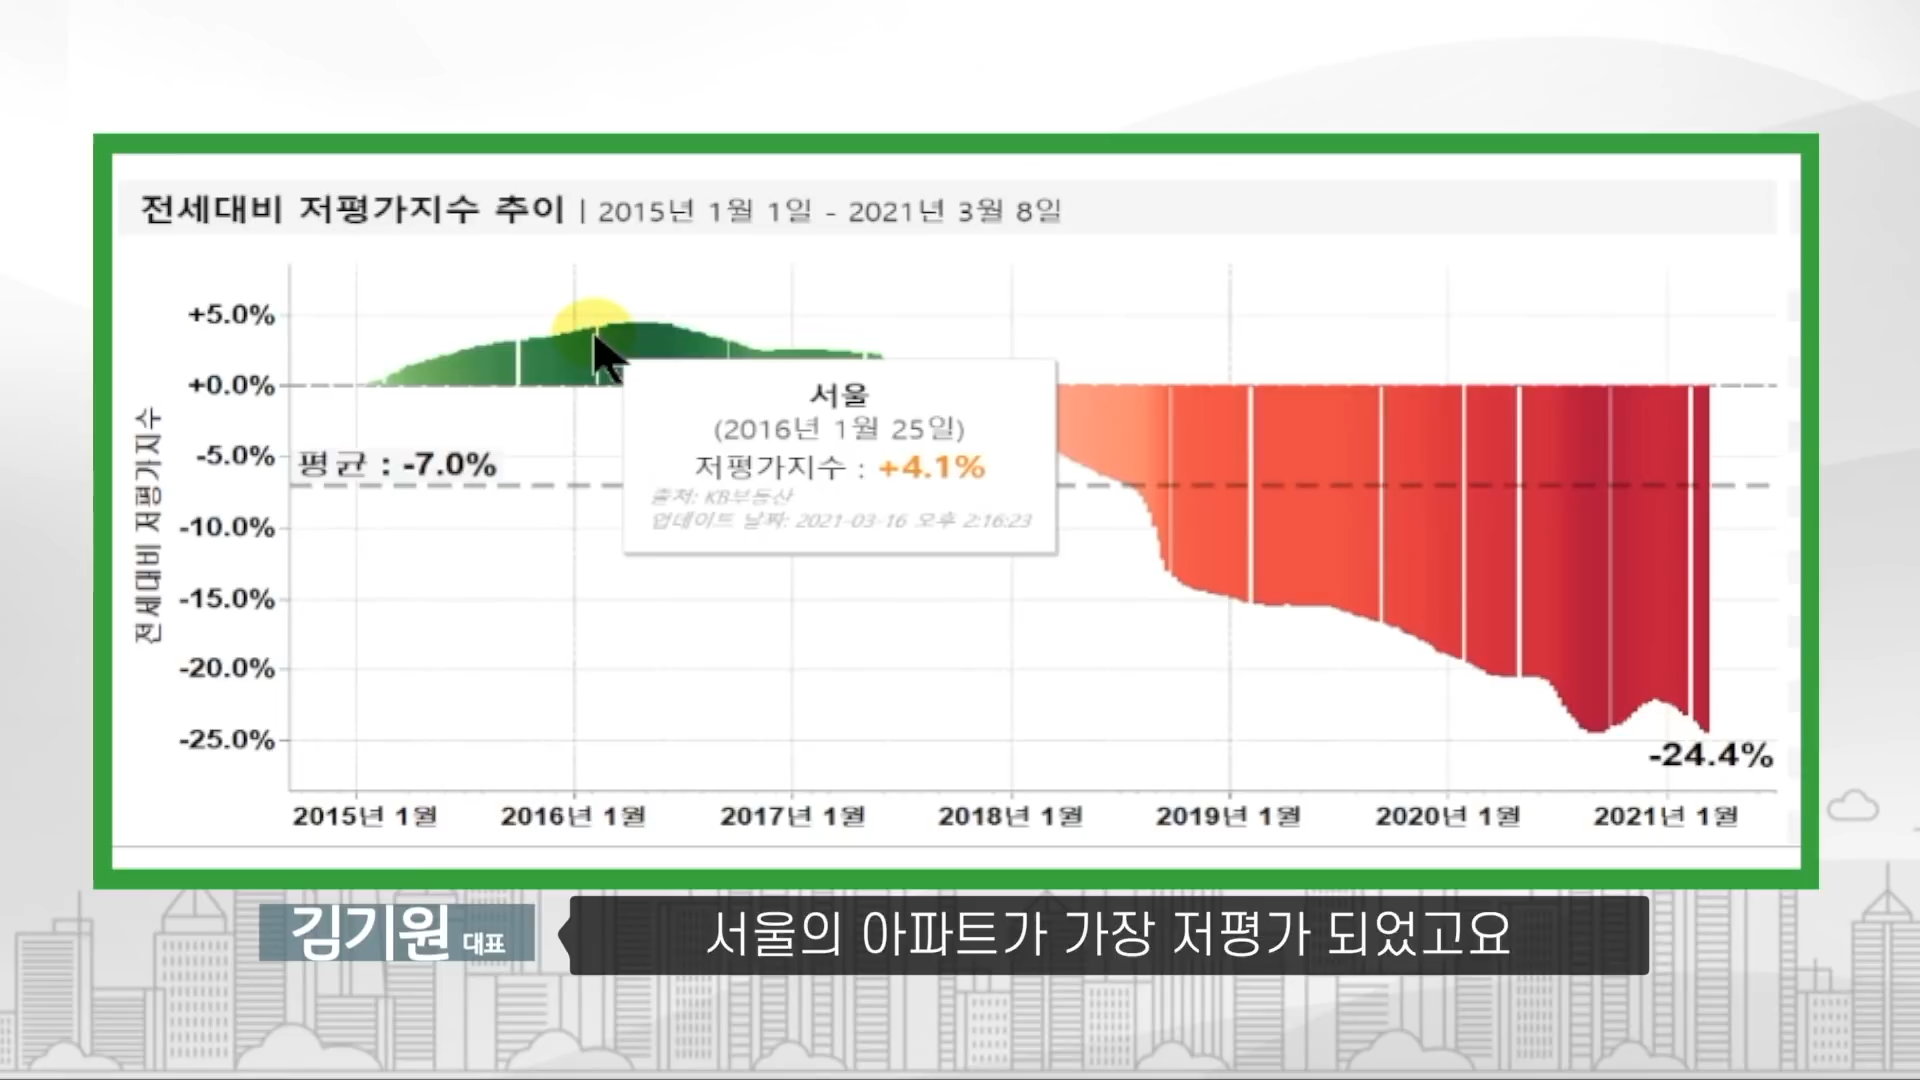 전세대비 저평가지수 추이 | 2015년 1월 1일 - 2021년 3월 8일
전세대비 저평가지수
+5.0%
+0.0%
-5.0%
-10.0%
-15.0%
-20.0%
-25.0%
평균 : -7.0%
서울
(2016년 1월 25일)
저평가지수 : +4.1%
출처: KB부동산
업데이트 날짜: 2021-03-16 오후 2:16:23
-24.4%
2015년 1월 2016년 1월 2017년 1월 2018년 1월 2019년 1월 2020년 1월 2021년 1월
김기원 대표
서울의 아파트가 가장 저평가 되었고요